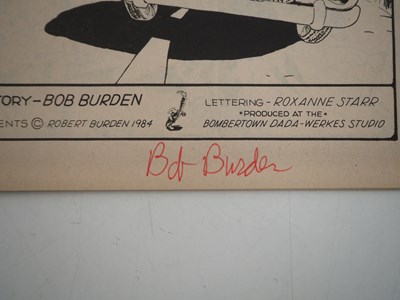 TORY-BOB BURDEN
LETTERING - ROXANNE STARR
ENTS © ROBERT BURDEN 1984
*PRODUCED AT THE*
BOMBERTOWN DADA-WERKES STUDIO
Bob Burden